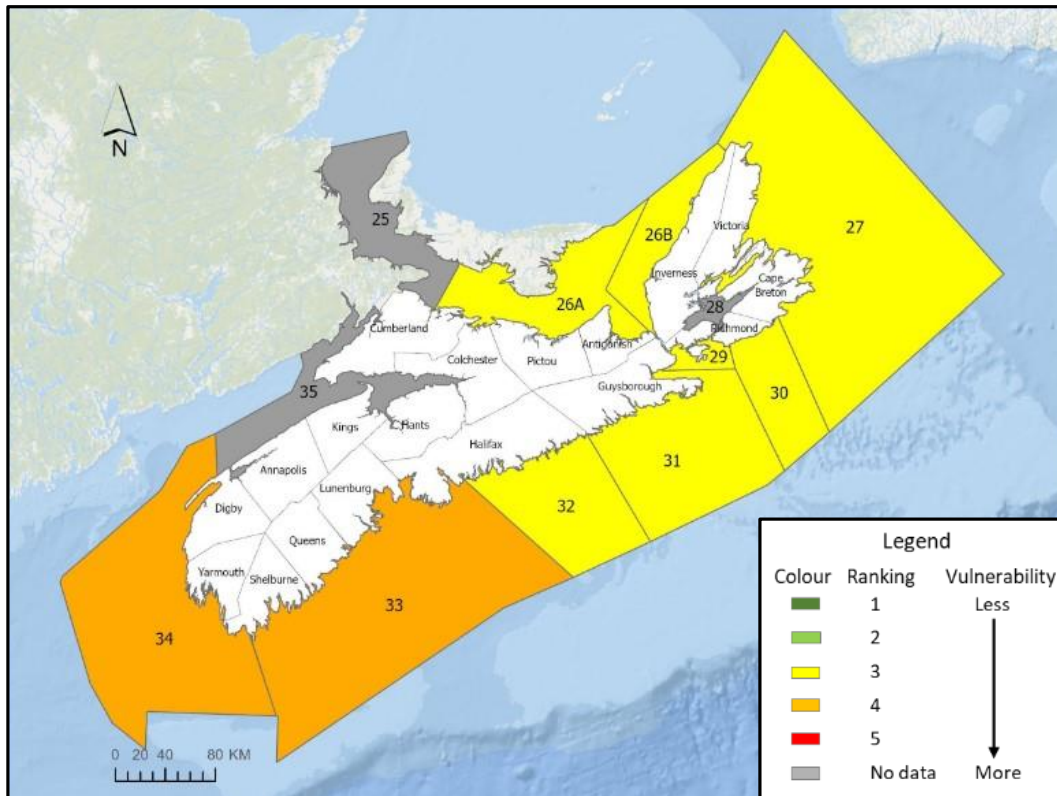 N
25
27
26B
Victoria
Inverness
Cape
Breton
28
Richmond
26A
Cumberland
Antigonish
Colchester
Pictou
29
Guysborough
30
35
Kings
Hants
Halifax
31
Annapolis
Lunenburg
32
Digby
Queens
Yarmouth
Shelburne
33
34
0 20 40 80 KM
Legend
Colour Ranking Vulnerability
1 Less
2
3
4
5
No data More